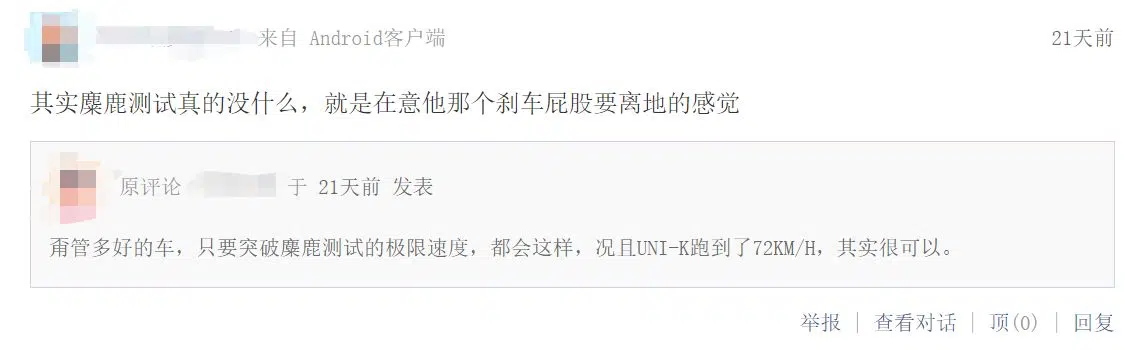 来自 Android客户端 21天前
其实麋鹿测试真的没什么，就是在意他那个刹车屁股要离地的感觉
原评论 于 21天前 发表
甭管多好的车，只要突破麋鹿测试的极限速度，都会这样，况且UNI-K跑到了72KM/H，其实很可以。
举报 | 查看对话 | 顶(0) | 回复